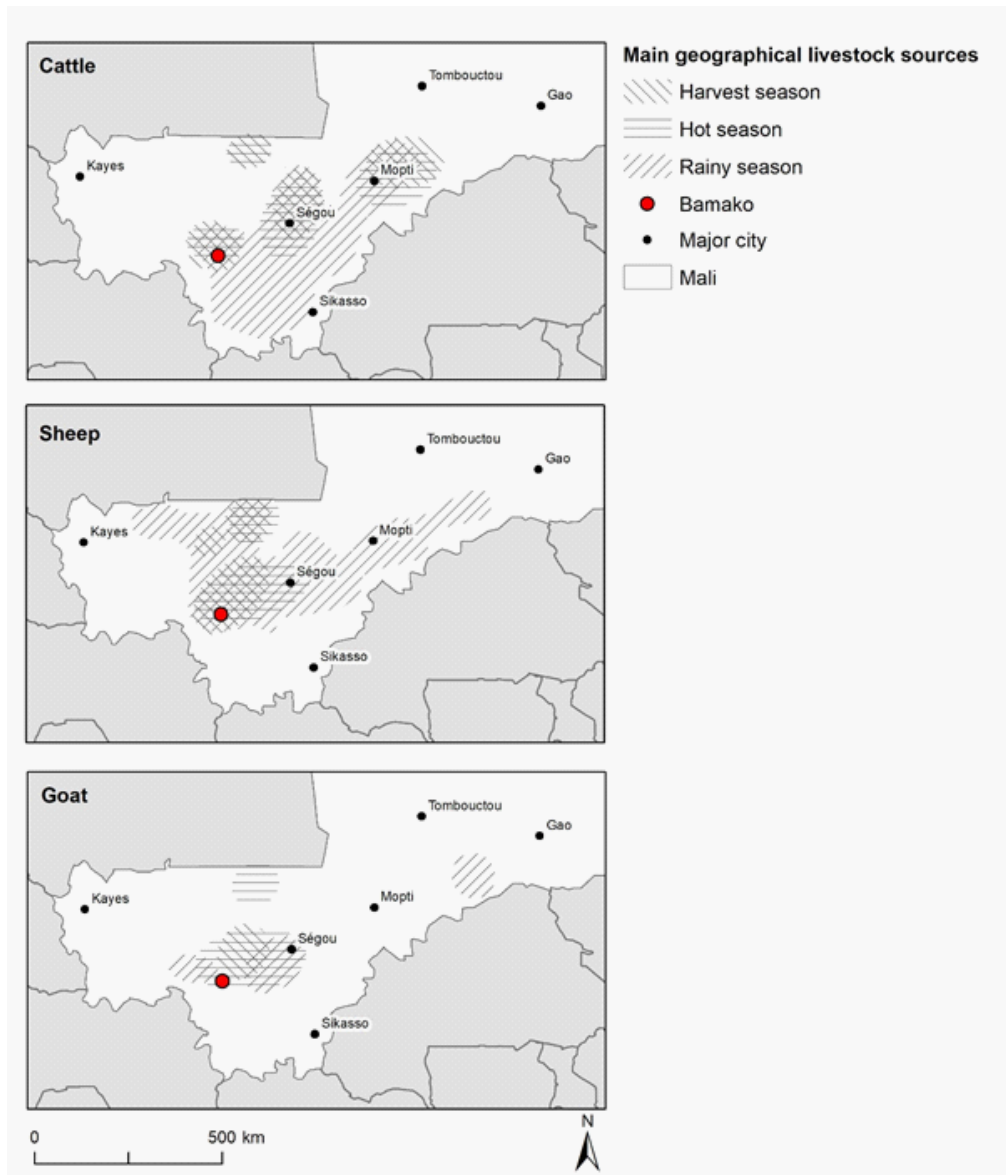 Cattle
Tombouctou
Gao
Kayes
Mopti
Ségou
Sikasso
Main geographical livestock sources
Harvest season
Hot season
Rainy season
Bamako
Major city
Mali
Sheep
Tombouctou
Gao
Kayes
Mopti
Ségou
Sikasso
Goat
Tombouctou
Gao
Kayes
Mopti
Ségou
Sikasso
0 500 km
N